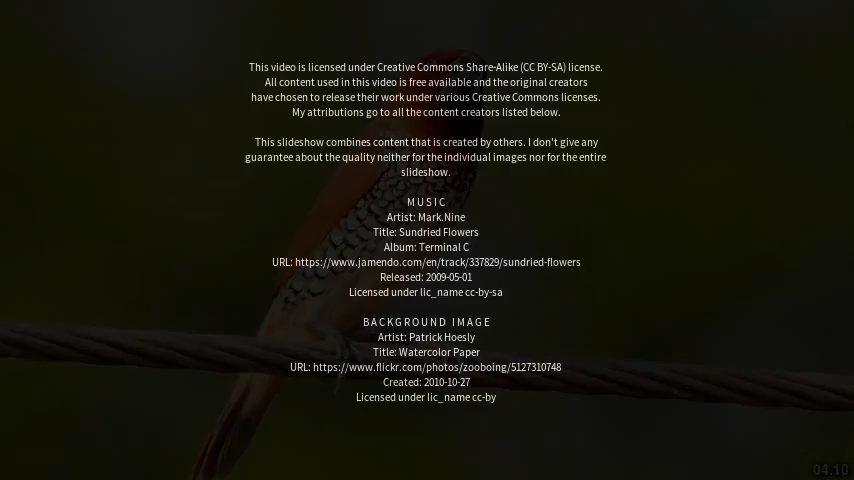 This video is licensed under Creative Commons Share-Alike (CC BY-SA) license.
All content used in this video is free available and the original creators
have chosen to release their work under various Creative Commons licenses.
My attributions go to all the content creators listed below.
This slideshow combines content that is created by others. I don't give any
guarantee about the quality neither for the individual images nor for the entire
slideshow.
MUSIC
Artist: Mark.Nine
Title: Sundried Flowers
Album: Terminal C
URL: https://www.jamendo.com/en/track/337829/sundried-flowers
Released: 2009-05-01
Licensed under lic_name cc-by-sa
BACKGROUND IMAGE
Artist: Patrick Hoesly
Title: Watercolor Paper
URL: https://www.flickr.com/photos/zooboing/5127310748
Created: 2010-10-27
Licensed under lic_name cc-by
04.10